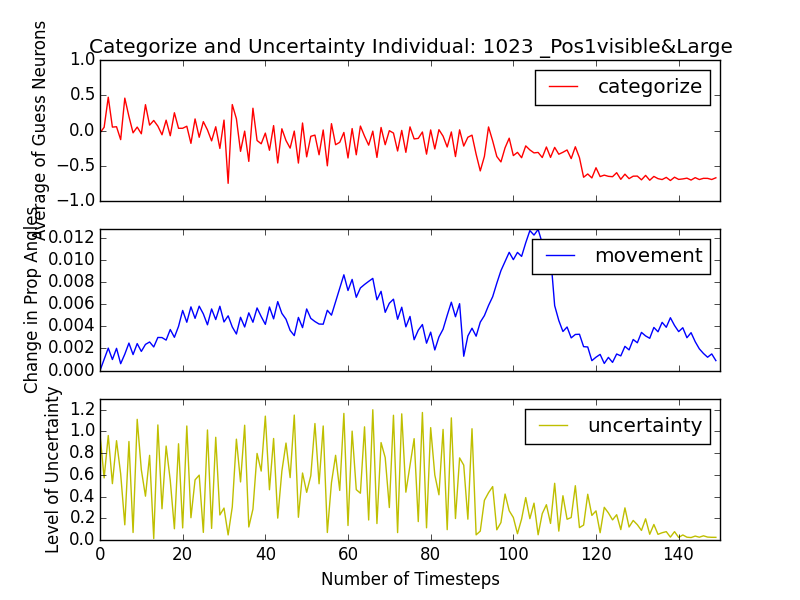 Categorize and Uncertainty Individual: 1023 _Pos1visible&Large
Average of Guess Neurons
1.0
0.5
0.0
−0.5
−1.0
categorize
Change in Prop Angles
0.012
0.010
0.008
0.006
0.004
0.002
0.000
movement
Level of Uncertainty
1.2
1.0
0.8
0.6
0.4
0.2
0.0
uncertainty
0 20 40 60 80 100 120 140
Number of Timesteps